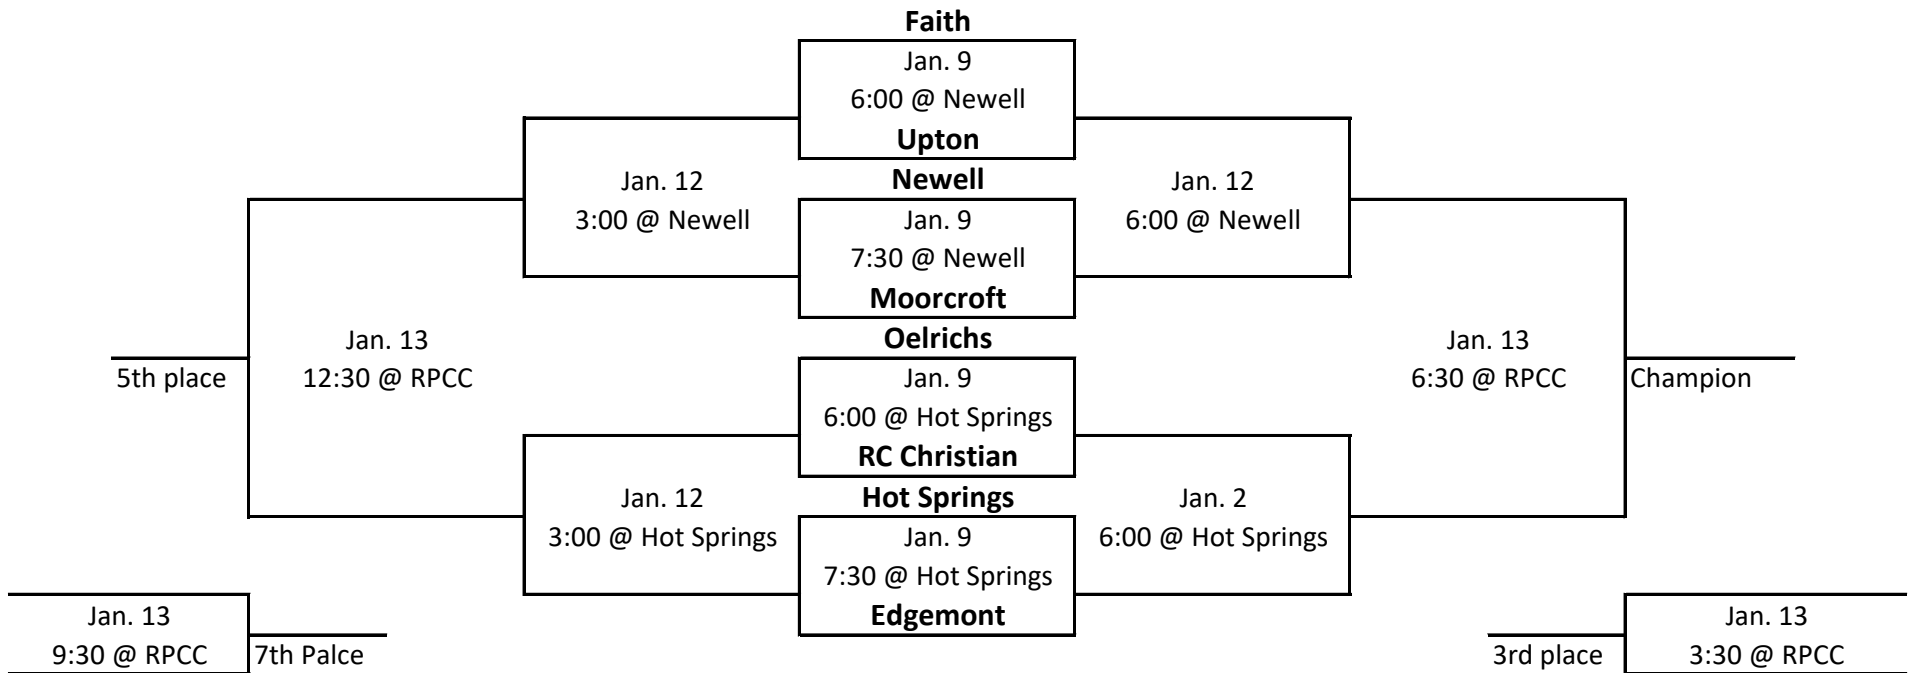 Faith
Jan. 9
6:00 @ Newell
Upton
Jan. 12
3:00 @ Newell
Newell
Jan. 12
6:00 @ Newell
Jan. 9
7:30 @ Newell
Moorcroft
Jan. 13
12:30 @ RPCC
5th place
Oelrichs
Jan. 9
6:00 @ Hot Springs
RC Christian
Jan. 13
6:30 @ RPCC
Champion
Jan. 12
3:00 @ Hot Springs
Hot Springs
Jan. 9
7:30 @ Hot Springs
Edgemont
Jan. 2
6:00 @ Hot Springs
Jan. 13
9:30 @ RPCC
7th Palce
3rd place
Jan. 13
3:30 @ RPCC